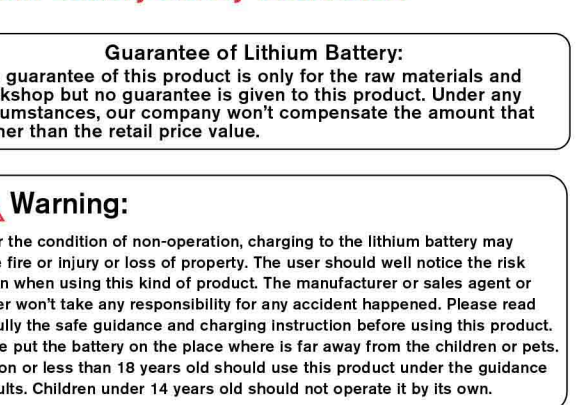 Guarantee of Lithium Battery:
guarantee of this product is only for the raw materials and
kshop but no guarantee is given to this product. Under any
umstances, our company won't compensate the amount that
her than the retail price value.
Warning:
r the condition of non-operation, charging to the lithium battery may
fire or injury or loss of property. The user should well notice the risk
n when using this kind of product. The manufacturer or sales agent or
er won't take any responsibility for any accident happened. Please read
ully the safe guidance and charging instruction before using this product.
e put the battery on the place where is far away from the children or pets.
on or less than 18 years old should use this product under the guidance
ults. Children under 14 years old should not operate it by its own.